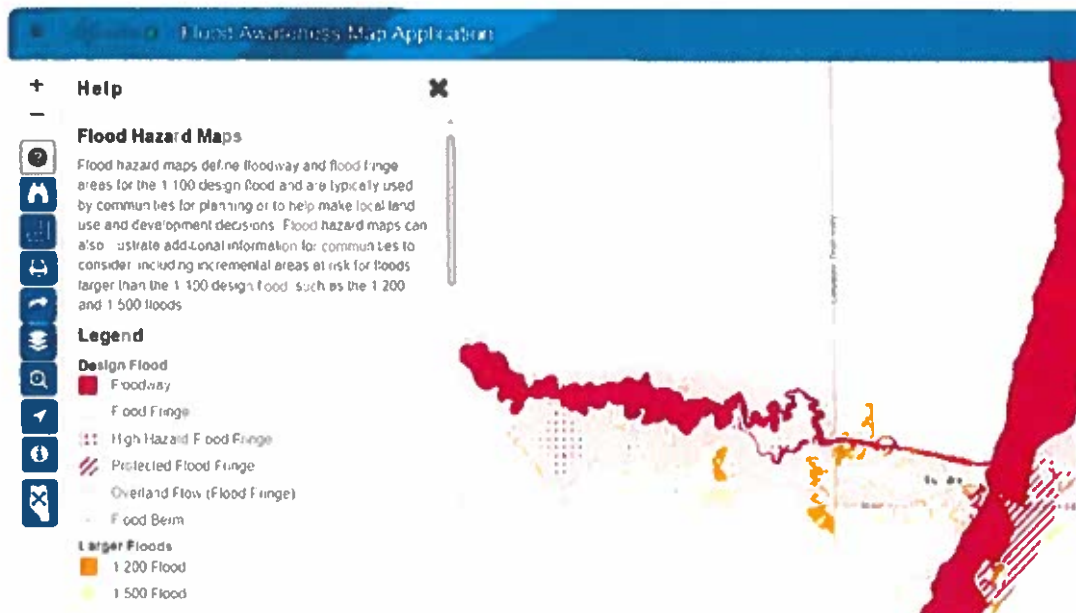 Flood Awareness Map Application
Help
Flood Hazard Maps
Flood hazard maps define floodway and flood fringe
areas for the 1 100 design flood and are typically used
by communities for planning or to help make local land
use and development decisions. Flood hazard maps can
also illustrate additional information for communities to
consider, including incremental areas at risk for floods
larger than the 1 100 design flood, such as the 1 200
and 1 500 floods
Legend
Design Flood
Floodway
Flood Fringe
High Hazard Flood Fringe
Protected Flood Fringe
Overland Flow (Flood Fringe)
Flood Berm
Larger Floods
1 200 Flood
1 500 Flood